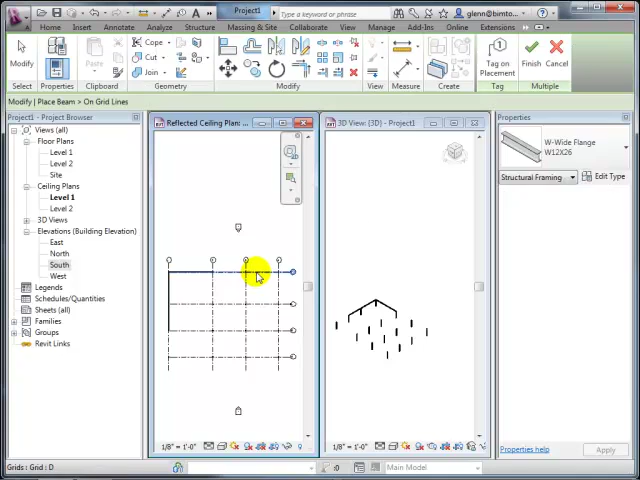 Project1
Type a keyword or phrase
glenn@bimto...
Home Annotate Structure Massing & Site Collaborate View Manage Add-Ins Online Extensions
Modify
Properties
Paste
Cope
Cut
Join
Tag on
Placement
Finish Cancel
Select Properties Clipboard Geometry Modify Measure Create Tag Multiple
Modify | Place Beam > On Grid Lines
Project1 - Project Browser
Views (all)
Floor Plans
Level 1
Level 2
Site
Ceiling Plans
Level 1
Level 2
3D Views
Elevations (Building Elevation)
East
North
South
West
Legends
Schedules/Quantities
Sheets (all)
Families
Groups
Revit Links
Reflected Ceiling Plan: ...
1/8" = 1'-0"
3D View: {3D} - Project1
1/8" = 1'-0"
Properties
W-Wide Flange
W12X26
Structural Framing
Edit Type
Properties help
Apply
Grids : Grid : D
:0
Main Model